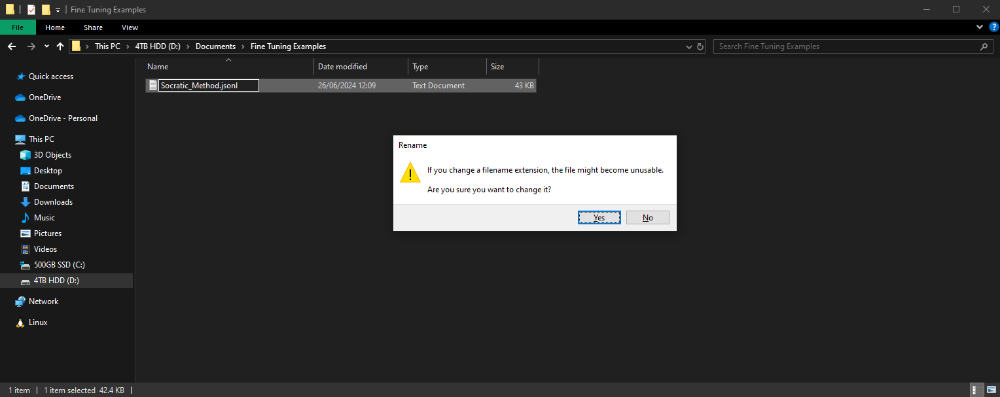 Fine Tuning Examples
File Home Share View
This PC 4TB HDD (D:) Documents Fine Tuning Examples
Search Fine Tuning Examples
Name Date modified Type Size
Socratic_Method.jsonl 26/06/2024 12:09 Text Document 43 KB
Quick access
OneDrive
OneDrive - Personal
This PC
3D Objects
Desktop
Documents
Downloads
Music
Pictures
Videos
500GB SSD (C:)
4TB HDD (D:)
Network
Linux
Rename
If you change a filename extension, the file might become unusable.
Are you sure you want to change it?
Yes No
1 item 1 item selected 42.4 KB